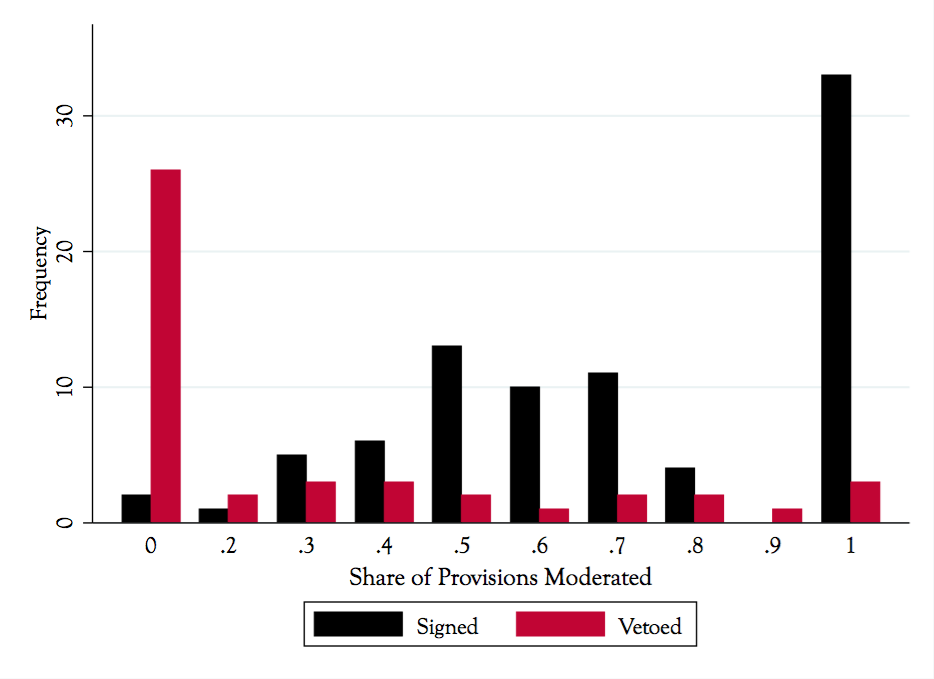 Frequency
30
20
10
0
0 .2 .3 .4 .5 .6 .7 .8 .9 1
Share of Provisions Moderated
Signed Vetoed